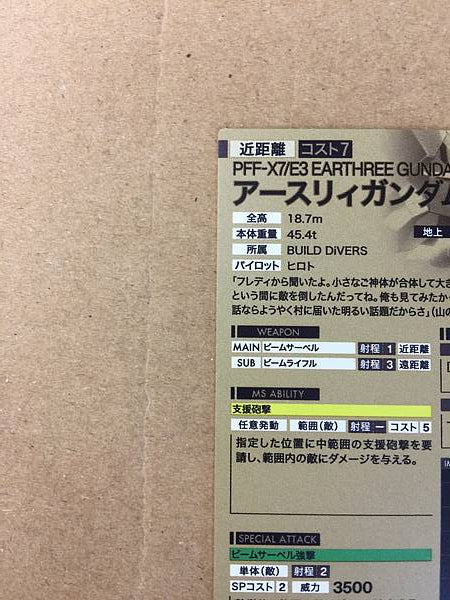 近距離 コスト7
PFF-X7/E3 EARTHREE GUNDA
アースリィガンダム
全高 18.7m
地上
本体重量 45.4t
所属 BUILD DiVERS
パイロット ヒロト
「フレディから聞いたよ。小さなご神体が合体して大き
という間に敵を倒したんだってね。俺も見てみたか
話ならようやく村に届いた明るい話題だからさ」(山の
WEAPON
MAIN ビームサーベル 射程 1 近距離
SUB ビームライフル 射程 3 遠距離
MS ABILITY
支援砲撃
任意発動 範囲(敵) 射程 ー コスト 5
指定した位置に中範囲の支援砲撃を要
請し、範囲内の敵にダメージを与える。
SPECIAL ATTACK
ビームサーベル強撃
単体(敵) 射程 2
SPコスト 2 威力 3500